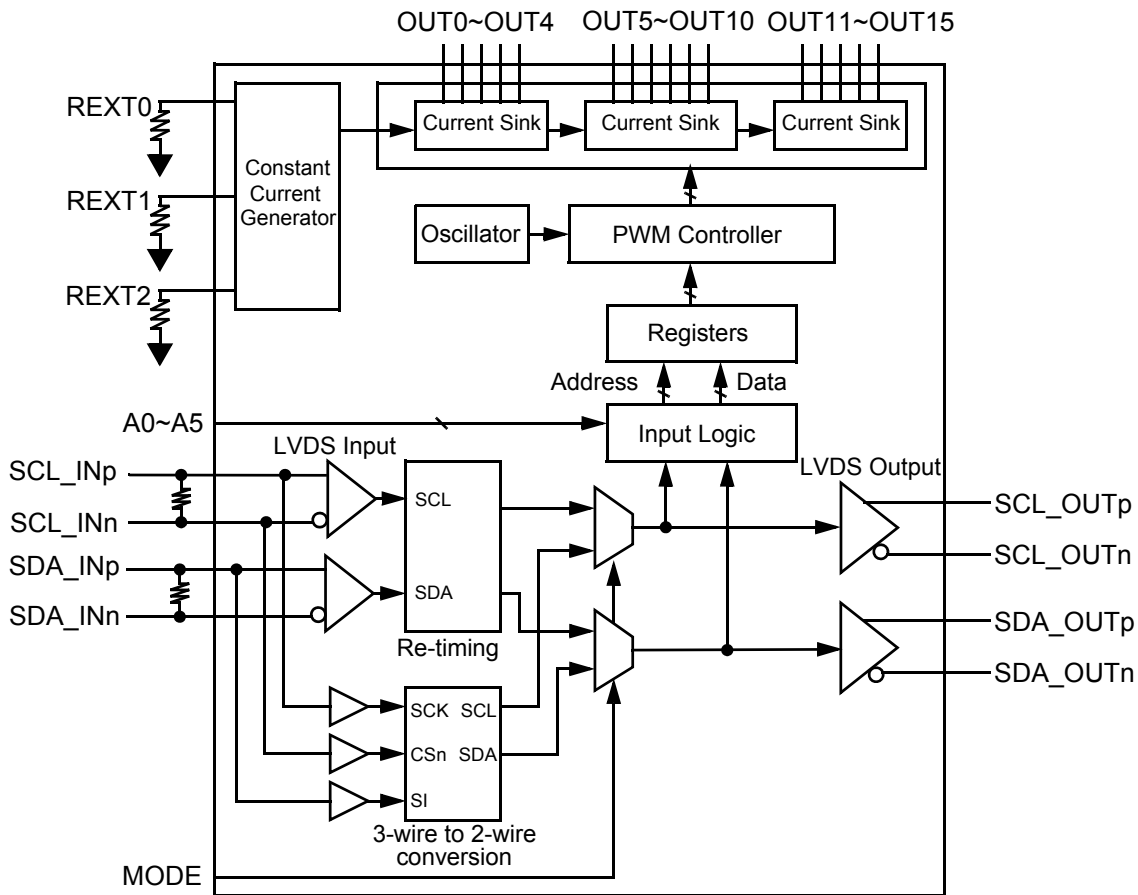 OUT0~OUT4
OUT5~OUT10
OUT11~OUT15
REXT0
REXT1
REXT2
Constant
Current
Generator
Current Sink
Current Sink
Current Sink
Oscillator
PWM Controller
Registers
Address
Data
A0~A5
Input Logic
LVDS Input
LVDS Output
SCL_INp
SCL_INn
SDA_INp
SDA_INn
SCL
SDA
Re-timing
SCL_OUTp
SCL_OUTn
SDA_OUTp
SDA_OUTn
SCK SCL
CSn SDA
SI
3-wire to 2-wire
conversion
MODE